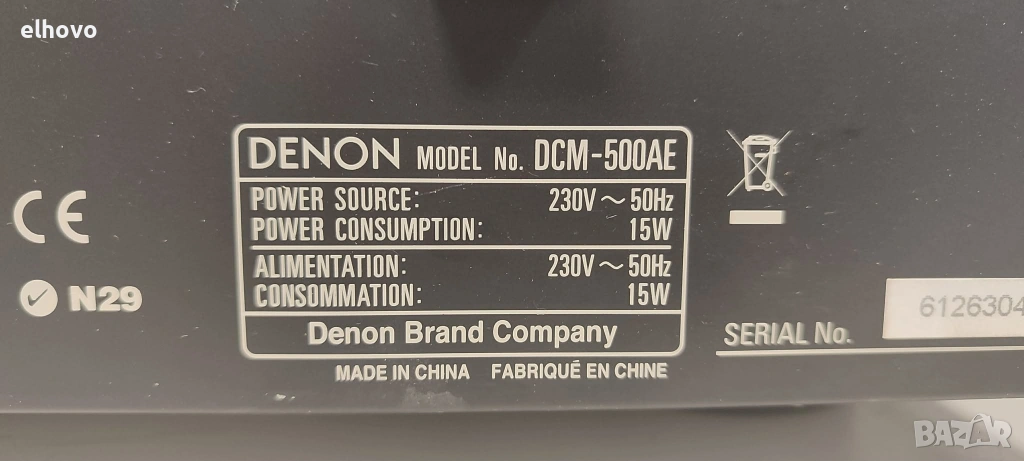 elhovo
DENON MODEL No. DCM-500AE
POWER SOURCE: 230V ~ 50Hz
POWER CONSUMPTION: 15W
ALIMENTATION: 230V ~ 50Hz
CONSOMMATION: 15W
Denon Brand Company
MADE IN CHINA FABRIQUÉ EN CHINE
CE
N29
SERIAL No. 6126304
BAZAR